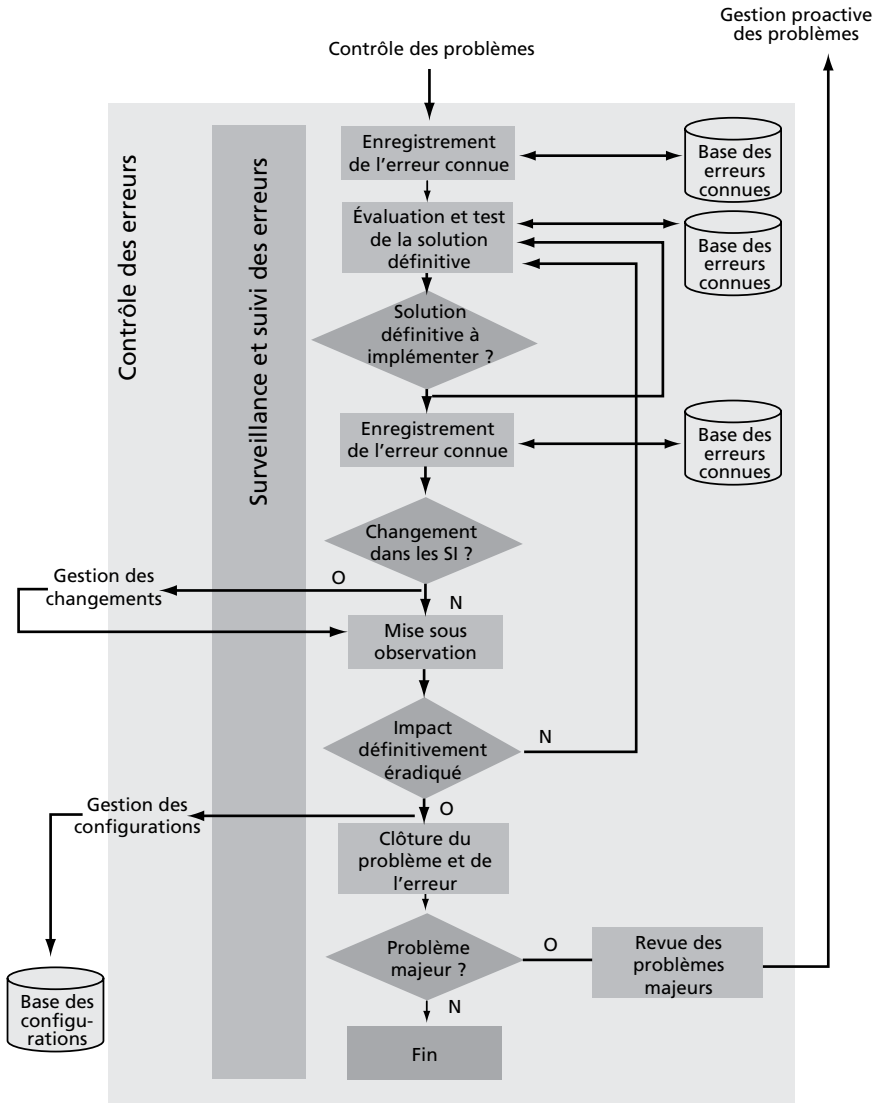 Gestion proactive
des problèmes
Contrôle des problèmes
Contrôle des erreurs
Surveillance et suivi des erreurs
Enregistrement
de l'erreur connue
Base des
erreurs
connues
Évaluation et test
de la solution
définitive
Base des
erreurs
connues
Solution
définitive à
implémenter ?
Enregistrement
de l'erreur connue
Base des
erreurs
connues
Changement
dans les SI ?
Gestion des
changements
O
N
Mise sous
observation
Impact
définitivement
éradiqué
N
Gestion des
configurations
O
Clôture du
problème et de
l'erreur
Problème
majeur ?
O
Revue des
problèmes
majeurs
Base des
configu-
rations
N
Fin